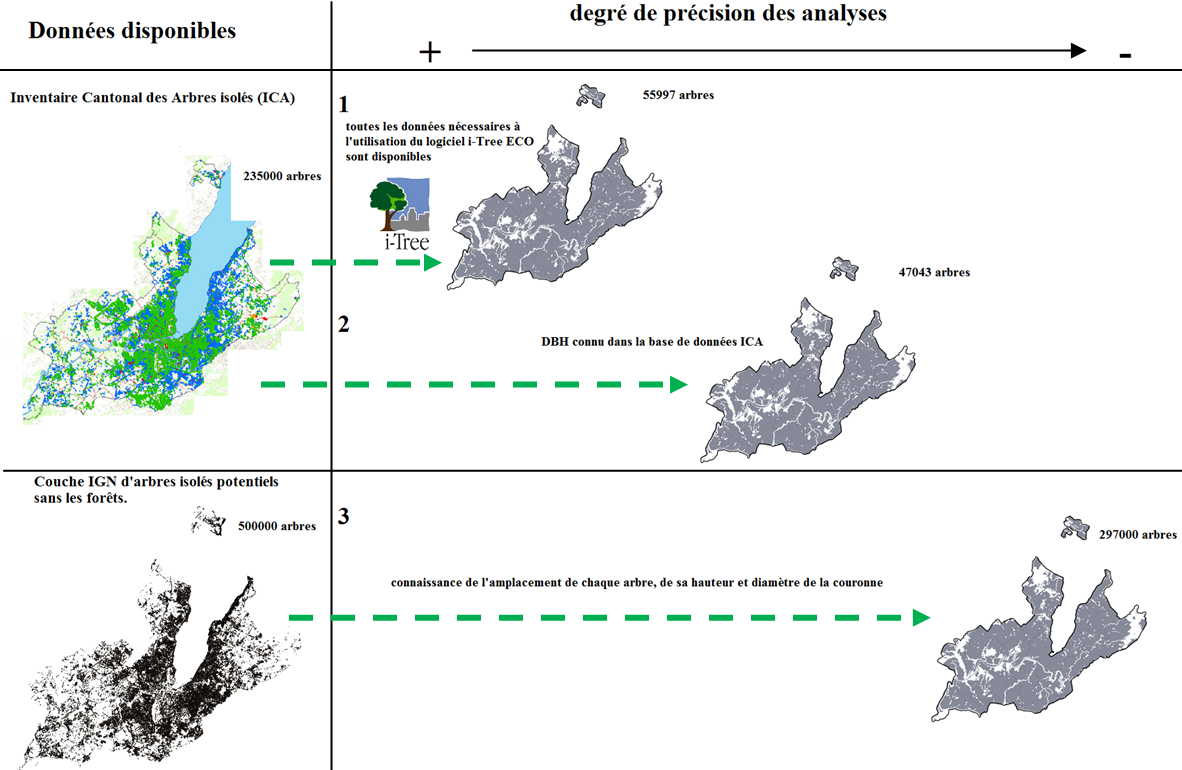 Données disponibles
degré de précision des analyses
+
-
Inventaire Cantonal des Arbres isolés (ICA)
235000 arbres
1
toutes les données nécessaires à
l'utilisation du logiciel i-Tree ECO
sont disponibles
i-Tree
55997 arbres
2
DBH connu dans la base de données ICA
47043 arbres
Couche IGN d'arbres isolés potentiels
sans les forêts.
500000 arbres
3
connaissance de l'amplacement de chaque arbre, de sa hauteur et diamètre de la couronne
297000 arbres